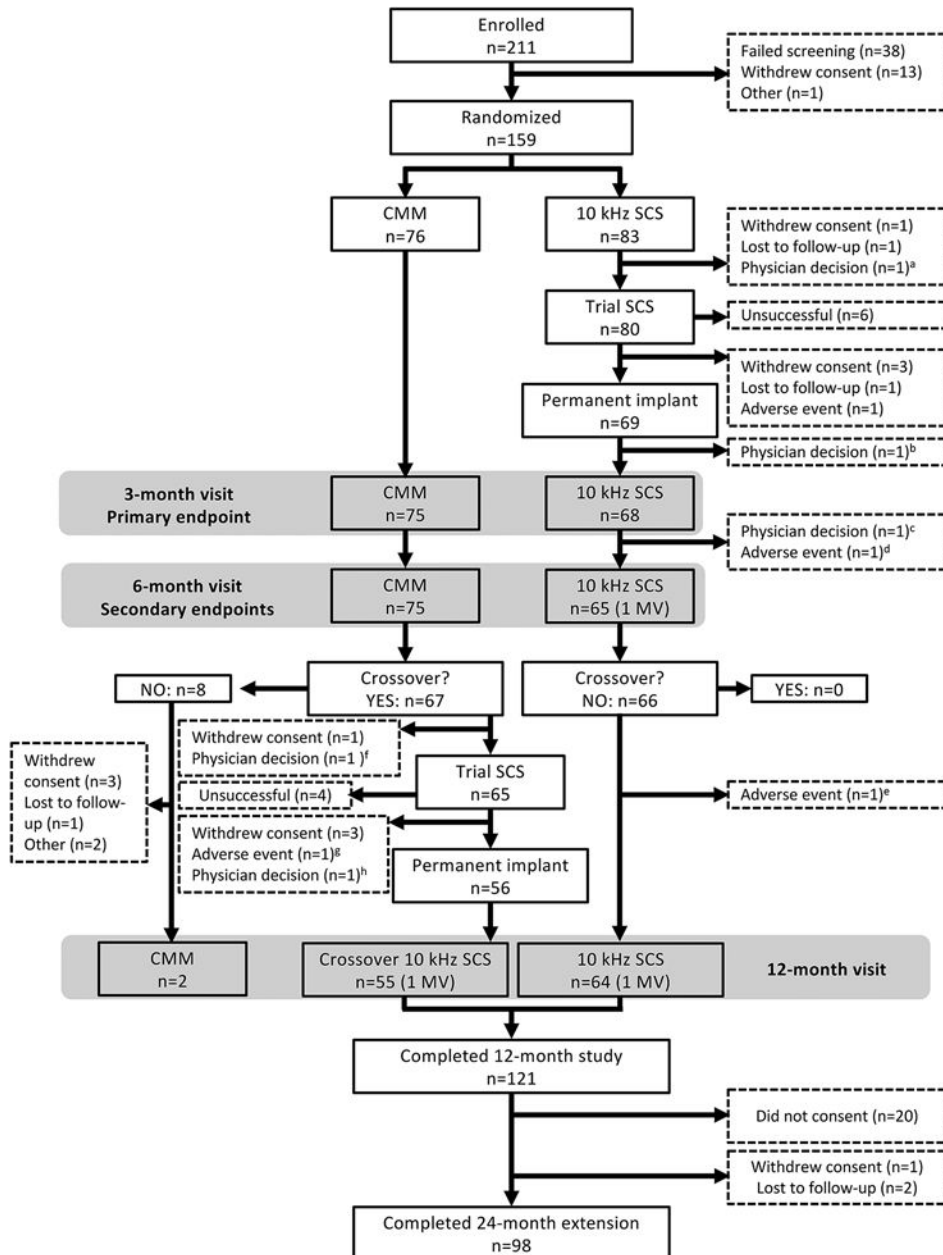 Enrolled
n=211
Failed screening (n=38)
Withdrew consent (n=13)
Other (n=1)
Randomized
n=159
CMM
n=76
10 kHz SCS
n=83
Withdrew consent (n=1)
Lost to follow-up (n=1)
Physician decision (n=1)ᵃ
Trial SCS
n=80
Unsuccessful (n=6)
Withdrew consent (n=3)
Lost to follow-up (n=1)
Adverse event (n=1)
Permanent implant
n=69
Physician decision (n=1)ᵇ
3-month visit
Primary endpoint
CMM
n=75
10 kHz SCS
n=68
Physician decision (n=1)ᶜ
Adverse event (n=1)ᵈ
6-month visit
Secondary endpoints
CMM
n=75
10 kHz SCS
n=65 (1 MV)
NO: n=8
Crossover?
YES: n=67
Crossover?
NO: n=66
YES: n=0
Withdrew
consent (n=3)
Lost to follow-
up (n=1)
Other (n=2)
Withdrew consent (n=1)
Physician decision (n=1 )ᶠ
Trial SCS
n=65
Unsuccessful (n=4)
Adverse event (n=1)ᵉ
Withdrew consent (n=3)
Adverse event (n=1)ᵍ
Physician decision (n=1)ʰ
Permanent implant
n=56
CMM
n=2
Crossover 10 kHz SCS
n=55 (1 MV)
10 kHz SCS
n=64 (1 MV)
12-month visit
Completed 12-month study
n=121
Did not consent (n=20)
Withdrew consent (n=1)
Lost to follow-up (n=2)
Completed 24-month extension
n=98